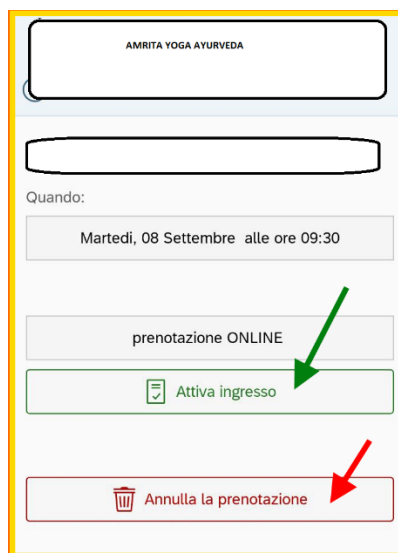 AMRITA YOGA AYURVEDA
Quando:
Martedi, 08 Settembre alle ore 09:30
prenotazione ONLINE
Attiva ingresso
Annulla la prenotazione